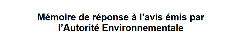 Mémoire de réponse à l'avis émis par
l'Autorité Environnementale